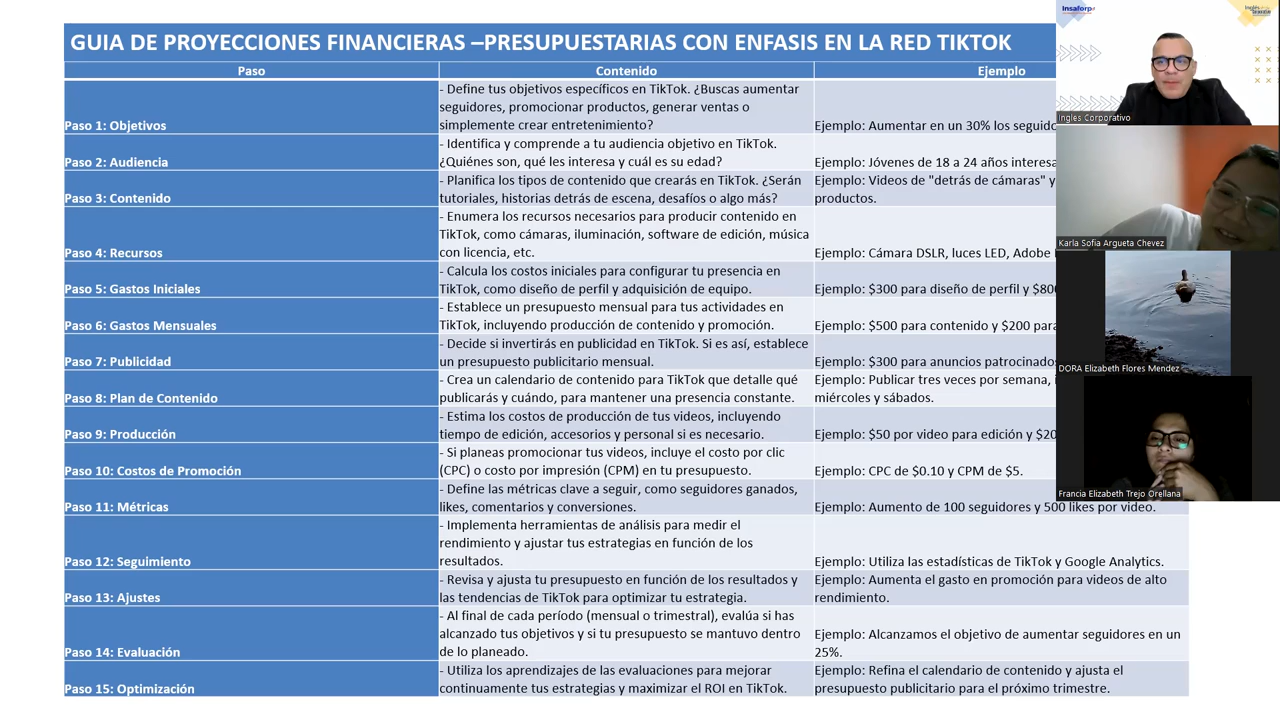 GUIA DE PROYECCIONES FINANCIERAS –PRESUPUESTARIAS CON ENFASIS EN LA RED TIKTOK
Paso
Contenido
Ejemplo
Paso 1: Objetivos
- Define tus objetivos específicos en TikTok. ¿Buscas aumentar
seguidores, promocionar productos, generar ventas o
simplemente crear entretenimiento?
Ejemplo: Aumentar en un 30% los
Paso 2: Audiencia
- Identifica y comprende a tu audiencia objetivo en TikTok.
¿Quiénes son, qué les interesa y cuál es su edad?
Ejemplo: Jóvenes de 18 a 24 años
Paso 3: Contenido
- Planifica los tipos de contenido que crearás en TikTok. ¿Serán
tutoriales, historias detrás de escena, desafíos o algo más?
Ejemplo: Videos de "detrás de cámaras" y
productos.
Paso 4: Recursos
- Enumera los recursos necesarios para producir contenido en
TikTok, como cámaras, iluminación, software de edición, música
con licencia, etc.
Ejemplo: Cámara DSLR, luces LED, Adobe
Paso 5: Gastos Iniciales
- Calcula los costos iniciales para configurar tu presencia en
TikTok, como diseño de perfil y adquisición de equipo.
Ejemplo: $300 para diseño de perfil y $800
Paso 6: Gastos Mensuales
- Establece un presupuesto mensual para tus actividades en
TikTok, incluyendo producción de contenido y promoción.
Ejemplo: $500 para contenido y $200 para
Paso 7: Publicidad
- Decide si invertirás en publicidad en TikTok. Si es así, establece
un presupuesto publicitario mensual.
Ejemplo: $300 para anuncios patrocinados
Paso 8: Plan de Contenido
- Crea un calendario de contenido para TikTok que detalle qué
publicarás y cuándo, para mantener una presencia constante.
Ejemplo: Publicar tres veces por semana,
miércoles y sábados.
Paso 9: Producción
- Estima los costos de producción de tus videos, incluyendo
tiempo de edición, accesorios y personal si es necesario.
Ejemplo: $50 por video para edición y $20
Paso 10: Costos de Promoción
- Si planeas promocionar tus videos, incluye el costo por clic
(CPC) o costo por impresión (CPM) en tu presupuesto.
Ejemplo: CPC de $0.10 y CPM de $5.
Paso 11: Métricas
- Define las métricas clave a seguir, como seguidores ganados,
likes, comentarios y conversiones.
Ejemplo: Aumento de 100 seguidores y 500 likes por video.
Paso 12: Seguimiento
- Implementa herramientas de análisis para medir el
rendimiento y ajustar tus estrategias en función de los
resultados.
Ejemplo: Utiliza las estadísticas de TikTok y Google Analytics.
Paso 13: Ajustes
- Revisa y ajusta tu presupuesto en función de los resultados y
las tendencias de TikTok para optimizar tu estrategia.
Ejemplo: Aumenta el gasto en promoción para videos de alto
rendimiento.
Paso 14: Evaluación
- Al final de cada período (mensual o trimestral), evalúa si has
alcanzado tus objetivos y si tu presupuesto se mantuvo dentro
de lo planeado.
Ejemplo: Alcanzamos el objetivo de aumentar seguidores en un
25%.
Paso 15: Optimización
- Utiliza los aprendizajes de las evaluaciones para mejorar
continuamente tus estrategias y maximizar el ROI en TikTok.
Ejemplo: Refina el calendario de contenido y ajusta el
presupuesto publicitario para el próximo trimestre.
Insaforp
Ingles Corporativo
Karla Sofia Argueta Chevez
DORA Elizabeth Flores Mendez
Francia Elizabeth Trejo Orellana